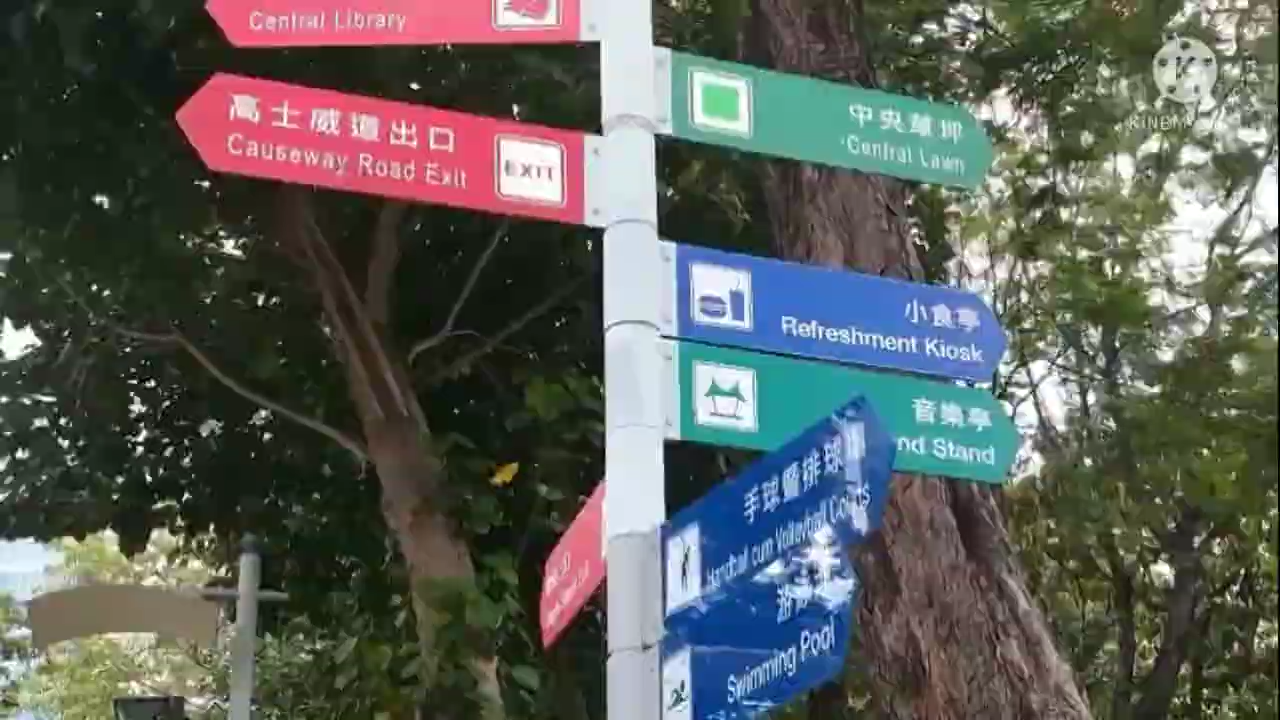 Central Library
高士威道出口
Causeway Road Exit
EXIT
中央草坪
Central Lawn
小食亭
Refreshment Kiosk
音樂亭
nd Stand
手球暨排球場
Handball cum Volleyball Courts
Swimming Pool